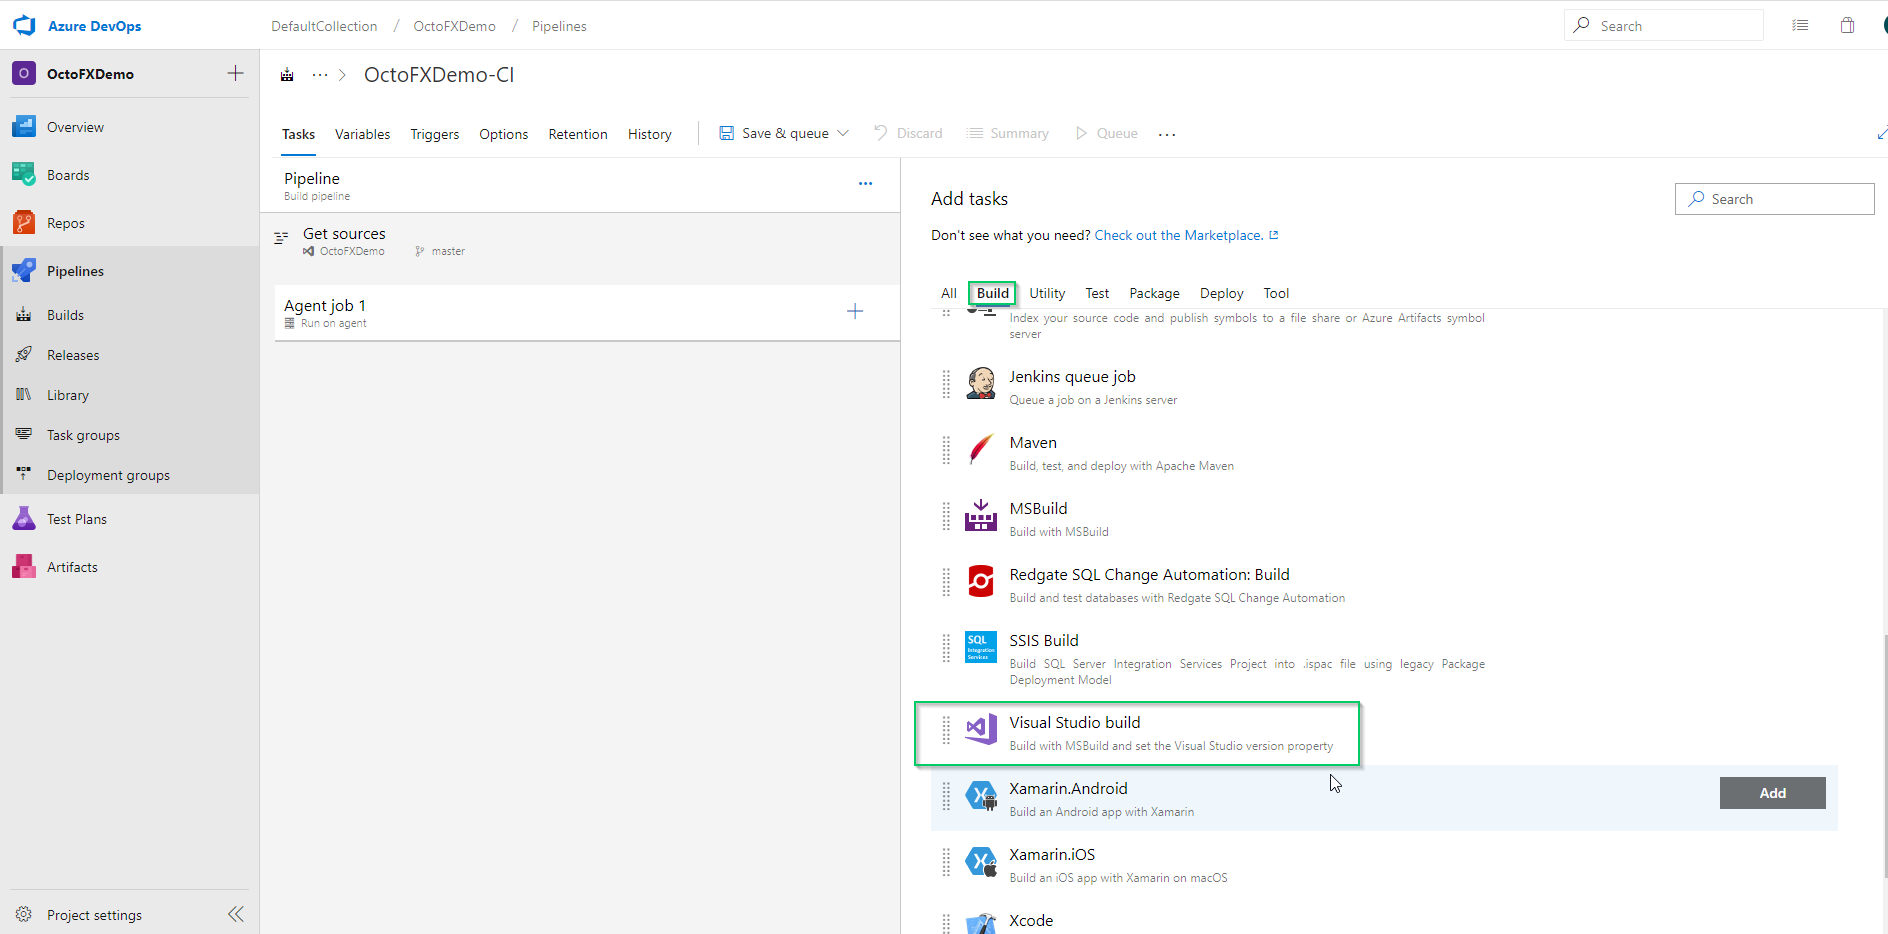 Azure DevOps
DefaultCollection / OctoFXDemo / Pipelines
Search
O OctoFXDemo
Overview
Boards
Repos
Pipelines
Builds
Releases
Library
Task groups
Deployment groups
Test Plans
Artifacts
Project settings
... > OctoFXDemo-CI
Tasks Variables Triggers Options Retention History Save & queue Discard Summary Queue ...
Pipeline
Build pipeline
Get sources
OctoFXDemo master
Agent job 1
Run on agent
Add tasks
Search
Don't see what you need? Check out the Marketplace.
All Build Utility Test Package Deploy Tool
Index your source code and publish symbols to a file share or Azure Artifacts symbol
server
Jenkins queue job
Queue a job on a Jenkins server
Maven
Build, test, and deploy with Apache Maven
MSBuild
Build with MSBuild
Redgate SQL Change Automation: Build
Build and test databases with Redgate SQL Change Automation
SQL
Integration
Services
SSIS Build
Build SQL Server Integration Services Project into .ispac file using legacy Package
Deployment Model
Visual Studio build
Build with MSBuild and set the Visual Studio version property
Xamarin.Android
Build an Android app with Xamarin
Add
Xamarin.iOS
Build an iOS app with Xamarin on macOS
Xcode